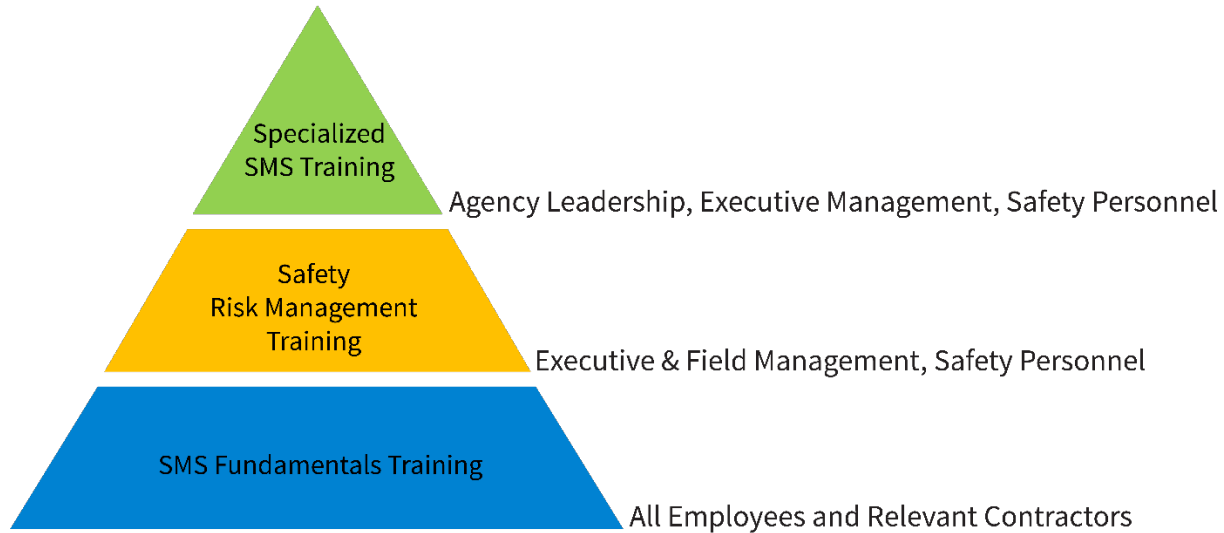 Specialized
SMS Training
Agency Leadership, Executive Management, Safety Personnel
Safety
Risk Management
Training
Executive & Field Management, Safety Personnel
SMS Fundamentals Training
All Employees and Relevant Contractors